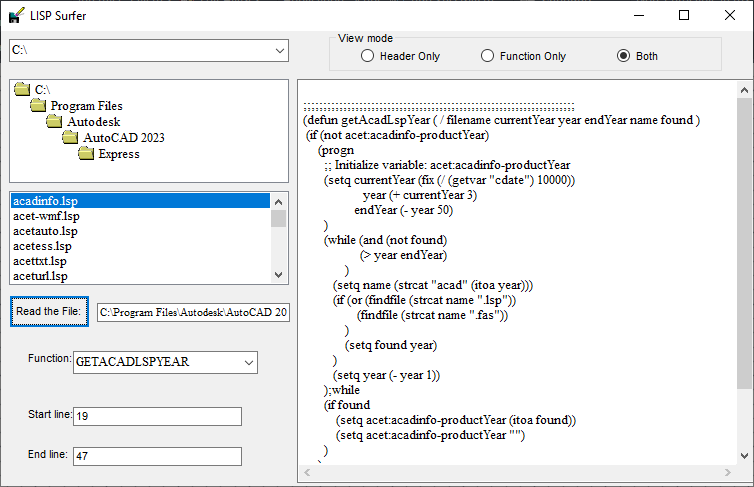 LISP Surfer
C:\
View mode
Header Only
Function Only
Both
C:\
Program Files
Autodesk
AutoCAD 2023
Express
acadinfo.lsp
acet-wmf.lsp
acetauto.lsp
acetess.lsp
acettxt.lsp
aceturl.lsp
Read the File:
C:\Program Files\Autodesk\AutoCAD 20
Function:
GETACADLSPYEAR
Start line:
19
End line:
47
(defun getAcadLspYear ( / filename currentYear year endYear name found )
(if (not acet:acadinfo-productYear)
(progn
;; Initialize variable: acet:acadinfo-productYear
(setq currentYear (fix (/ (getvar "cdate") 10000))
year (+ currentYear 3)
endYear (- year 50)
)
(while (and (not found)
(> year endYear)
)
(setq name (strcat "acad" (itoa year)))
(if (or (findfile (strcat name ".lsp"))
(findfile (strcat name ".fas"))
)
(setq found year)
)
(setq year (- year 1))
);while
(if found
(setq acet:acadinfo-productYear (itoa found))
(setq acet:acadinfo-productYear "")
)